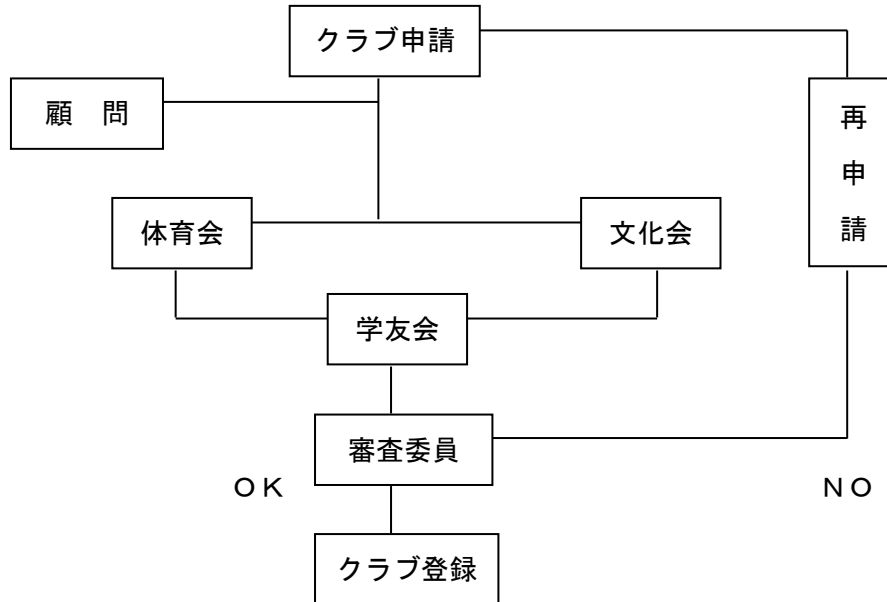 クラブ申請
顧　問
再申請
体育会
文化会
学友会
審査委員
ＯＫ
ＮＯ
クラブ登録